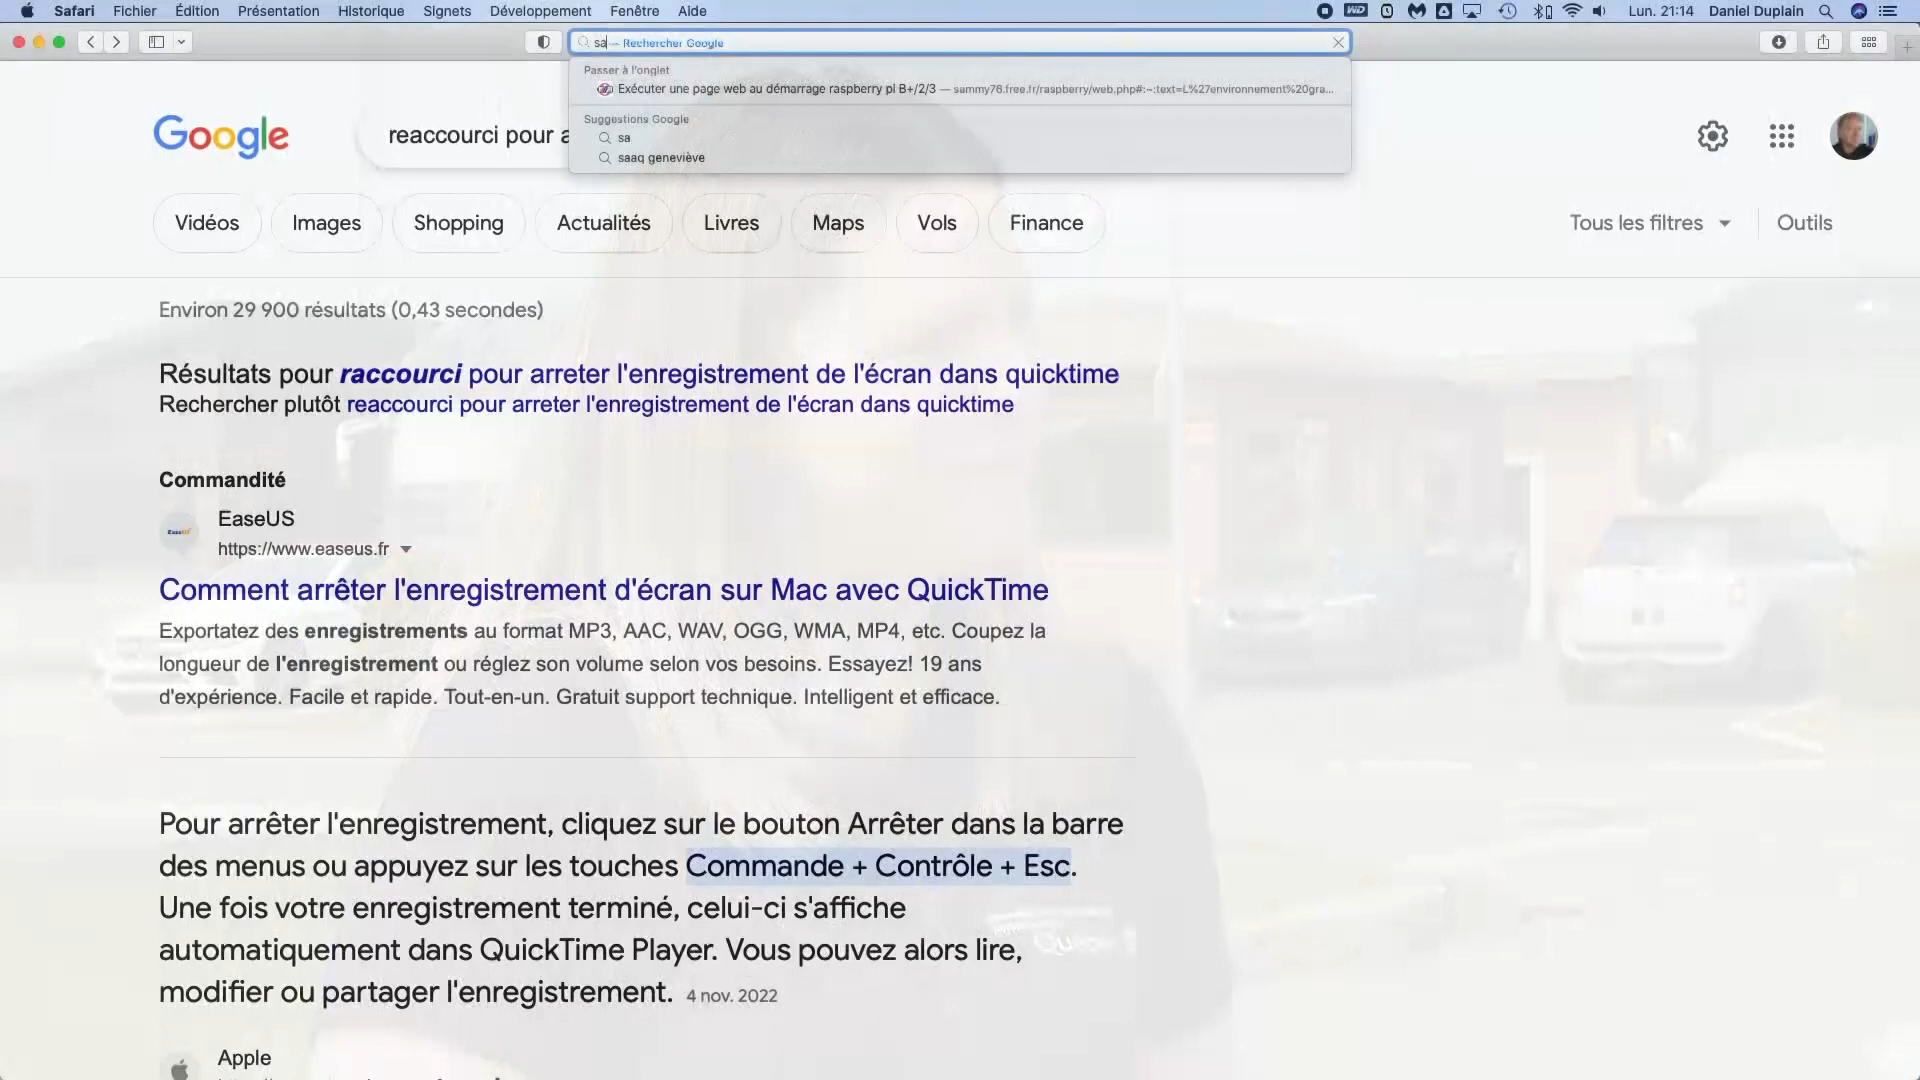 Safari Fichier Édition Présentation Historique Signets Développement Fenêtre Aide
Lun. 21:14 Daniel Duplain
sa — Rechercher Google
Passer à l'onglet
Exécuter une page web au démarrage raspberry pi B+/2/3 — sammy76.free.fr/raspberry/web.php#:~:text=L%27environnement%20gra...
Suggestions Google
sa
saaq geneviève
Google
reaccourci pour a
Vidéos Images Shopping Actualités Livres Maps Vols Finance
Tous les filtres Outils
Environ 29 900 résultats (0,43 secondes)
Résultats pour raccourci pour arreter l'enregistrement de l'écran dans quicktime
Rechercher plutôt reaccourci pour arreter l'enregistrement de l'écran dans quicktime
Commandité
EaseUS
https://www.easeus.fr
Comment arrêter l'enregistrement d'écran sur Mac avec QuickTime
Exportatez des enregistrements au format MP3, AAC, WAV, OGG, WMA, MP4, etc. Coupez la
longueur de l'enregistrement ou réglez son volume selon vos besoins. Essayez! 19 ans
d'expérience. Facile et rapide. Tout-en-un. Gratuit support technique. Intelligent et efficace.
Pour arrêter l'enregistrement, cliquez sur le bouton Arrêter dans la barre
des menus ou appuyez sur les touches Commande + Contrôle + Esc.
Une fois votre enregistrement terminé, celui-ci s'affiche
automatiquement dans QuickTime Player. Vous pouvez alors lire,
modifier ou partager l'enregistrement. 4 nov. 2022
Apple